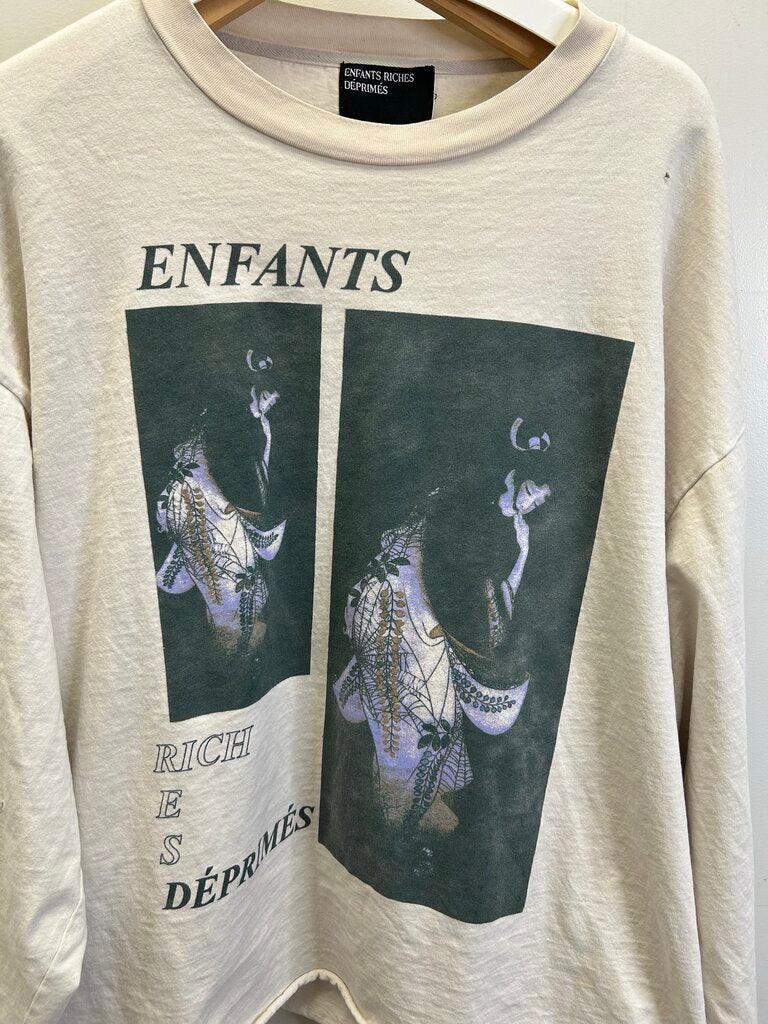 ENFANTS RICHES
DÉPRIMÉS
ENFANTS
RICH
E
S
DÉPRIMÉS